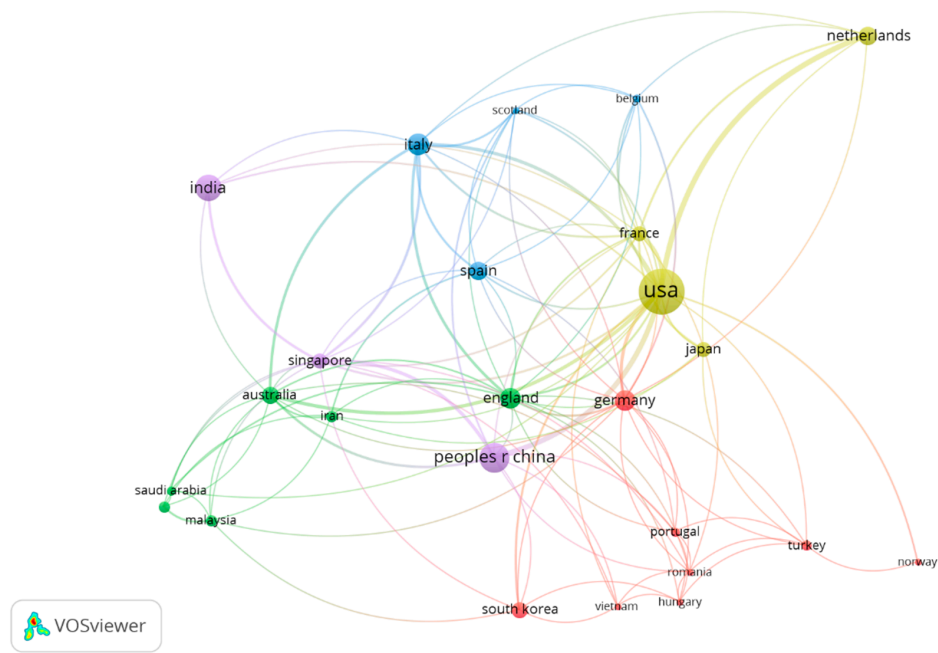 netherlands
belgium
scotland
italy
india
france
spain
usa
japan
singapore
australia
england
germany
iran
peoples r china
saudi arabia
malaysia
portugal
turkey
norway
romania
hungary
vietnam
south korea
VOSviewer